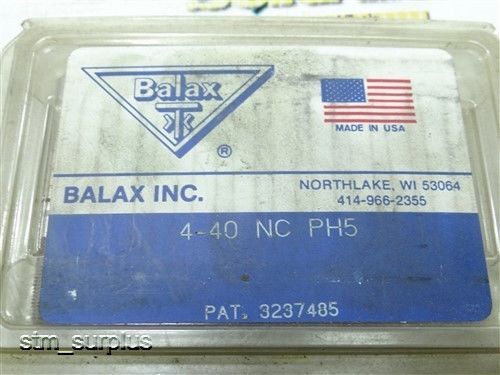 Balax
®
MADE IN USA
BALAX INC.
NORTHLAKE, WI 53064
414-966-2355
4-40 NC PH5
PAT. 3237485
stm_surplus